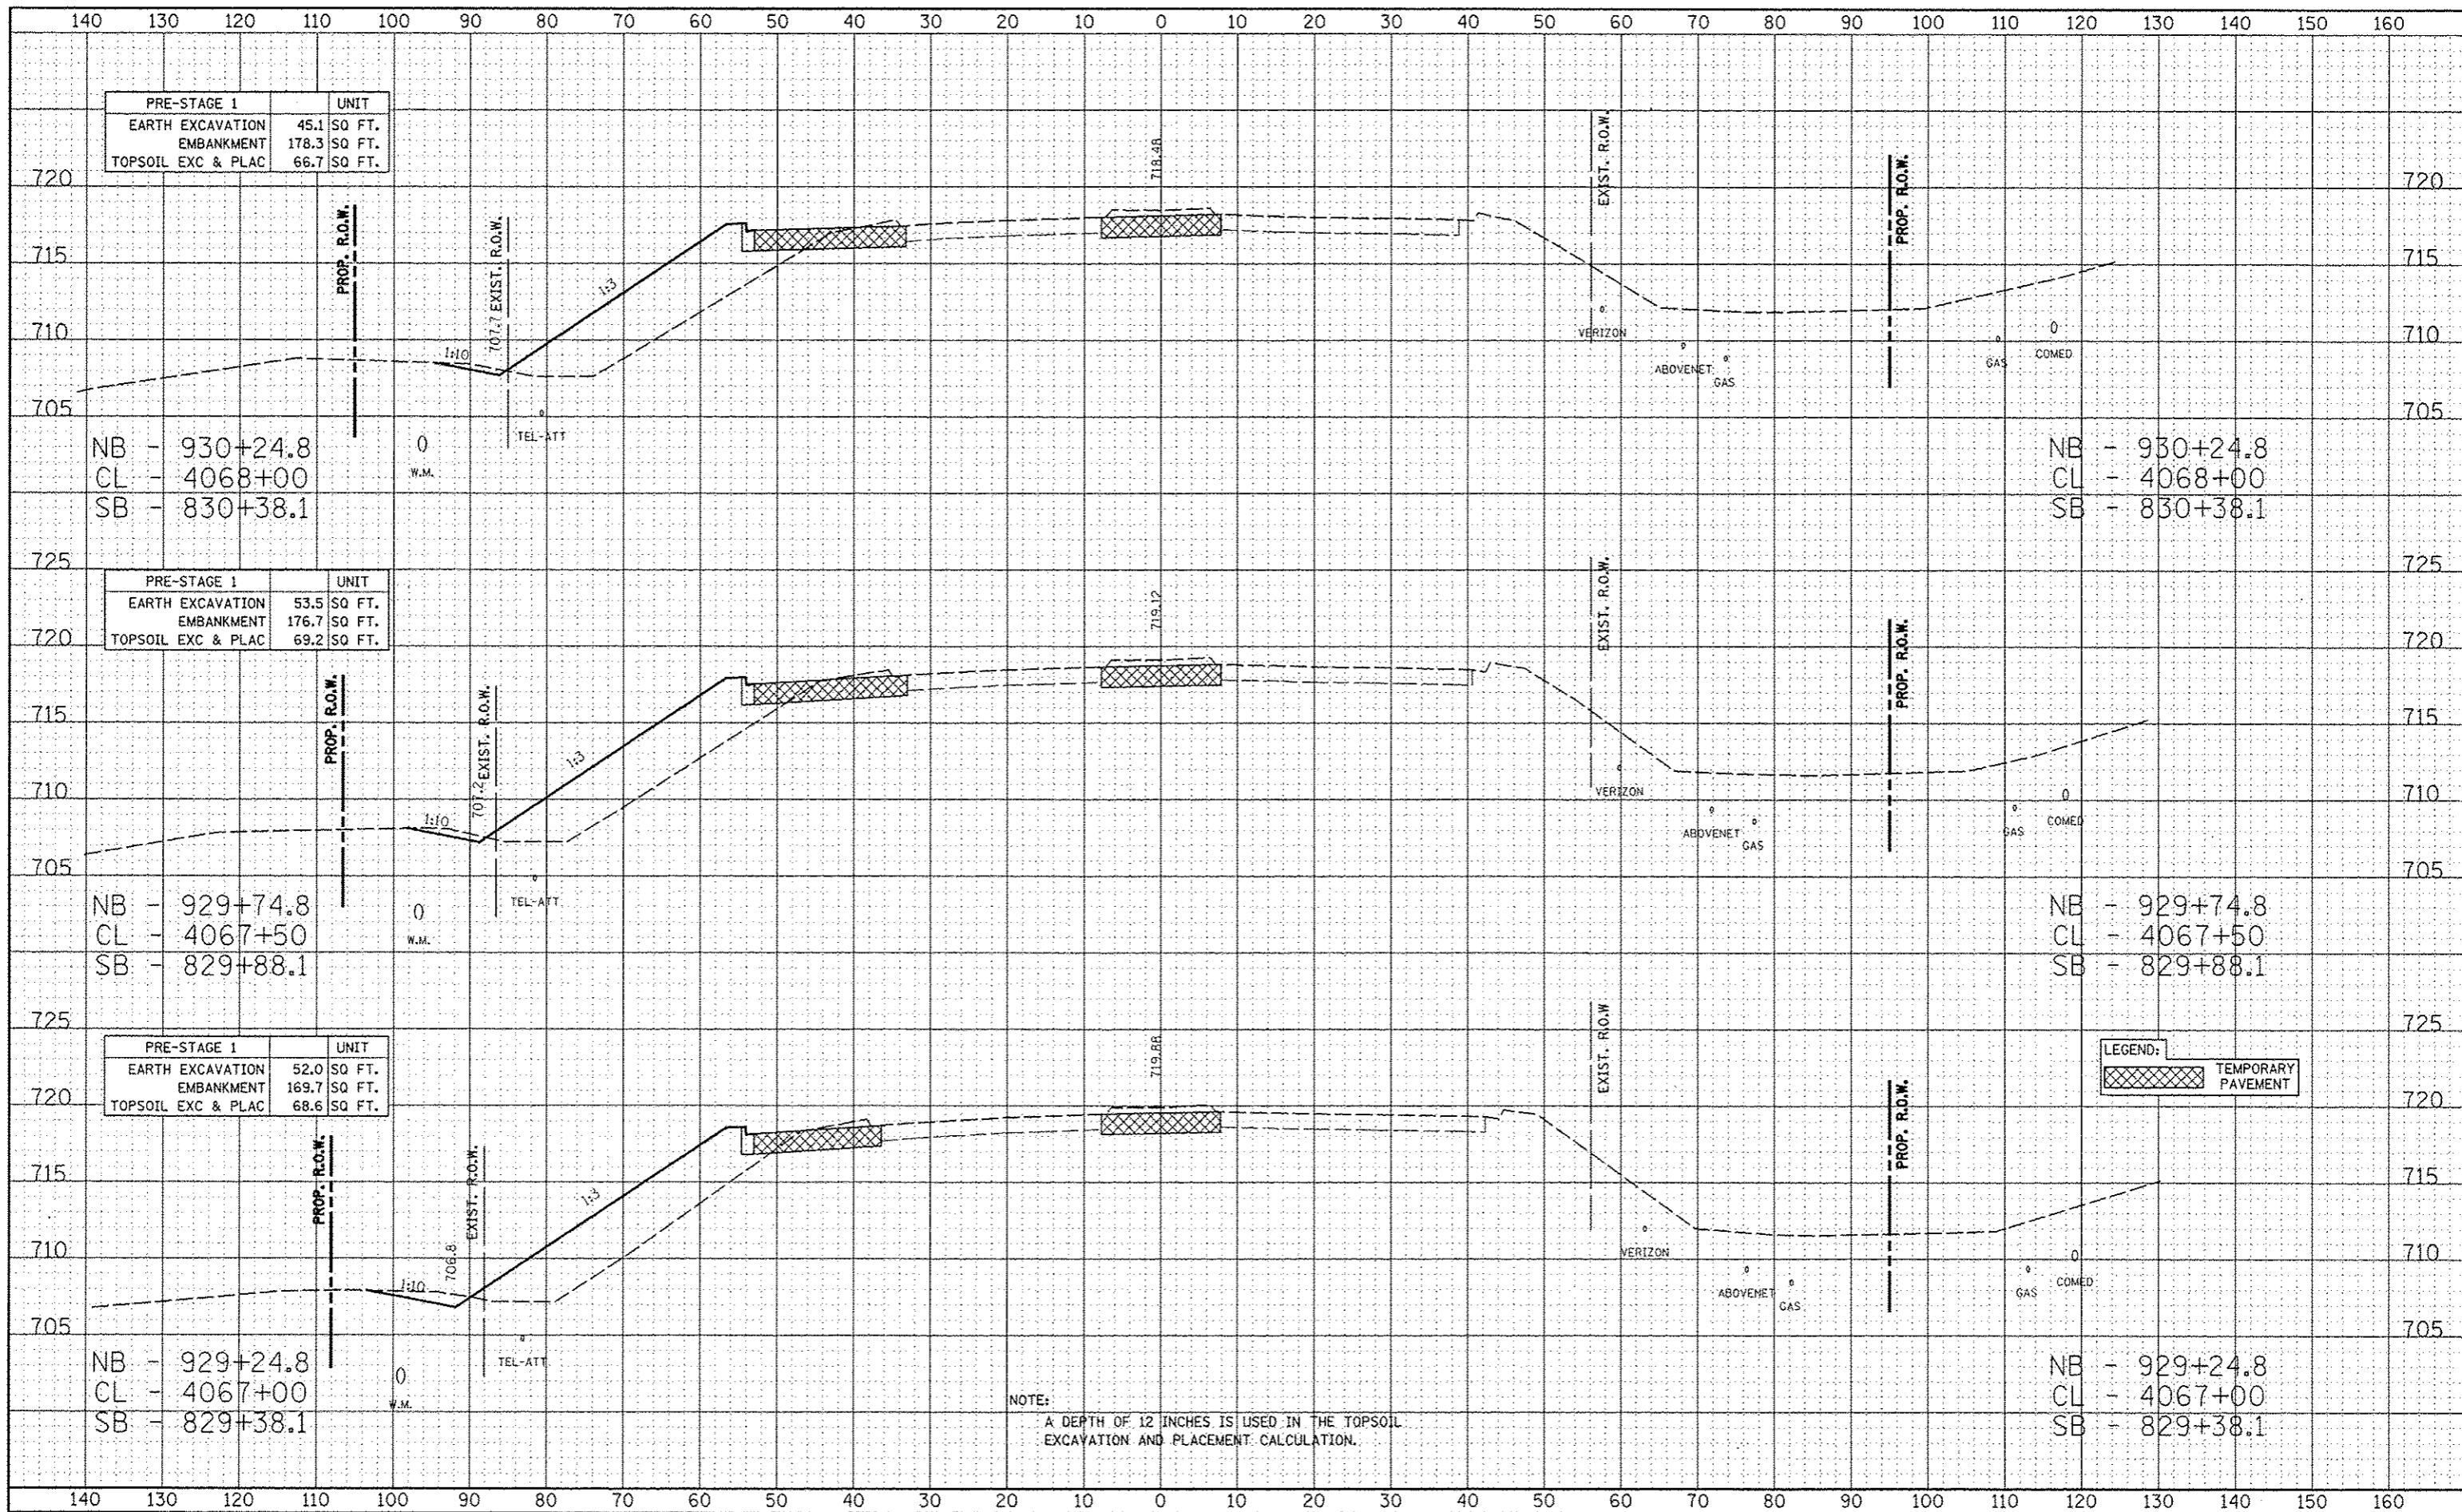 140 130 120 110 100 90 80 70 60 50 40 30 20 10 0 10 20 30 40 50 60 70 80 90 100 110 120 130 140 150 160
PRE-STAGE 1 UNIT
EARTH EXCAVATION 45.1 SQ FT.
EMBANKMENT 178.3 SQ FT.
TOPSOIL EXC & PLAC 66.7 SQ FT.
718.48
EXIST. R.O.W.
PROP. R.O.W.
720 720
PROP. R.O.W.
707.7 EXIST. R.O.W.
1:3
715 715
VERIZON
710 710
1:10
ABOVENET
GAS
GAS
COMED
705 705
TEL-ATT
W.M.
NB - 930+24.8
CL - 4068+00
SB - 830+38.1
NB - 930+24.8
CL - 4068+00
SB - 830+38.1
725 725
PRE-STAGE 1 UNIT
EARTH EXCAVATION 53.5 SQ FT.
EMBANKMENT 176.7 SQ FT.
TOPSOIL EXC & PLAC 69.2 SQ FT.
719.12
EXIST. R.O.W.
PROP. R.O.W.
720 720
PROP. R.O.W.
707.2 EXIST. R.O.W.
1:3
715 715
VERIZON
710 710
1:10
ABOVENET
GAS
GAS
COMED
705 705
TEL-ATT
W.M.
NB - 929+74.8
CL - 4067+50
SB - 829+88.1
NB - 929+74.8
CL - 4067+50
SB - 829+88.1
725 725
PRE-STAGE 1 UNIT
EARTH EXCAVATION 52.0 SQ FT.
EMBANKMENT 169.7 SQ FT.
TOPSOIL EXC & PLAC 68.6 SQ FT.
719.88
EXIST. R.O.W
LEGEND:
TEMPORARY
PAVEMENT
PROP. R.O.W.
720 720
PROP. R.O.W.
706.8 EXIST. R.O.W.
1:3
715 715
VERIZON
710 710
1:10
ABOVENET
GAS
GAS
COMED
705 705
TEL-ATT
W.M.
NB - 929+24.8
CL - 4067+00
SB - 829+38.1
NB - 929+24.8
CL - 4067+00
SB - 829+38.1
NOTE:
A DEPTH OF 12 INCHES IS USED IN THE TOPSOIL
EXCAVATION AND PLACEMENT CALCULATION.
140 130 120 110 100 90 80 70 60 50 40 30 20 10 0 10 20 30 40 50 60 70 80 90 100 110 120 130 140 150 160